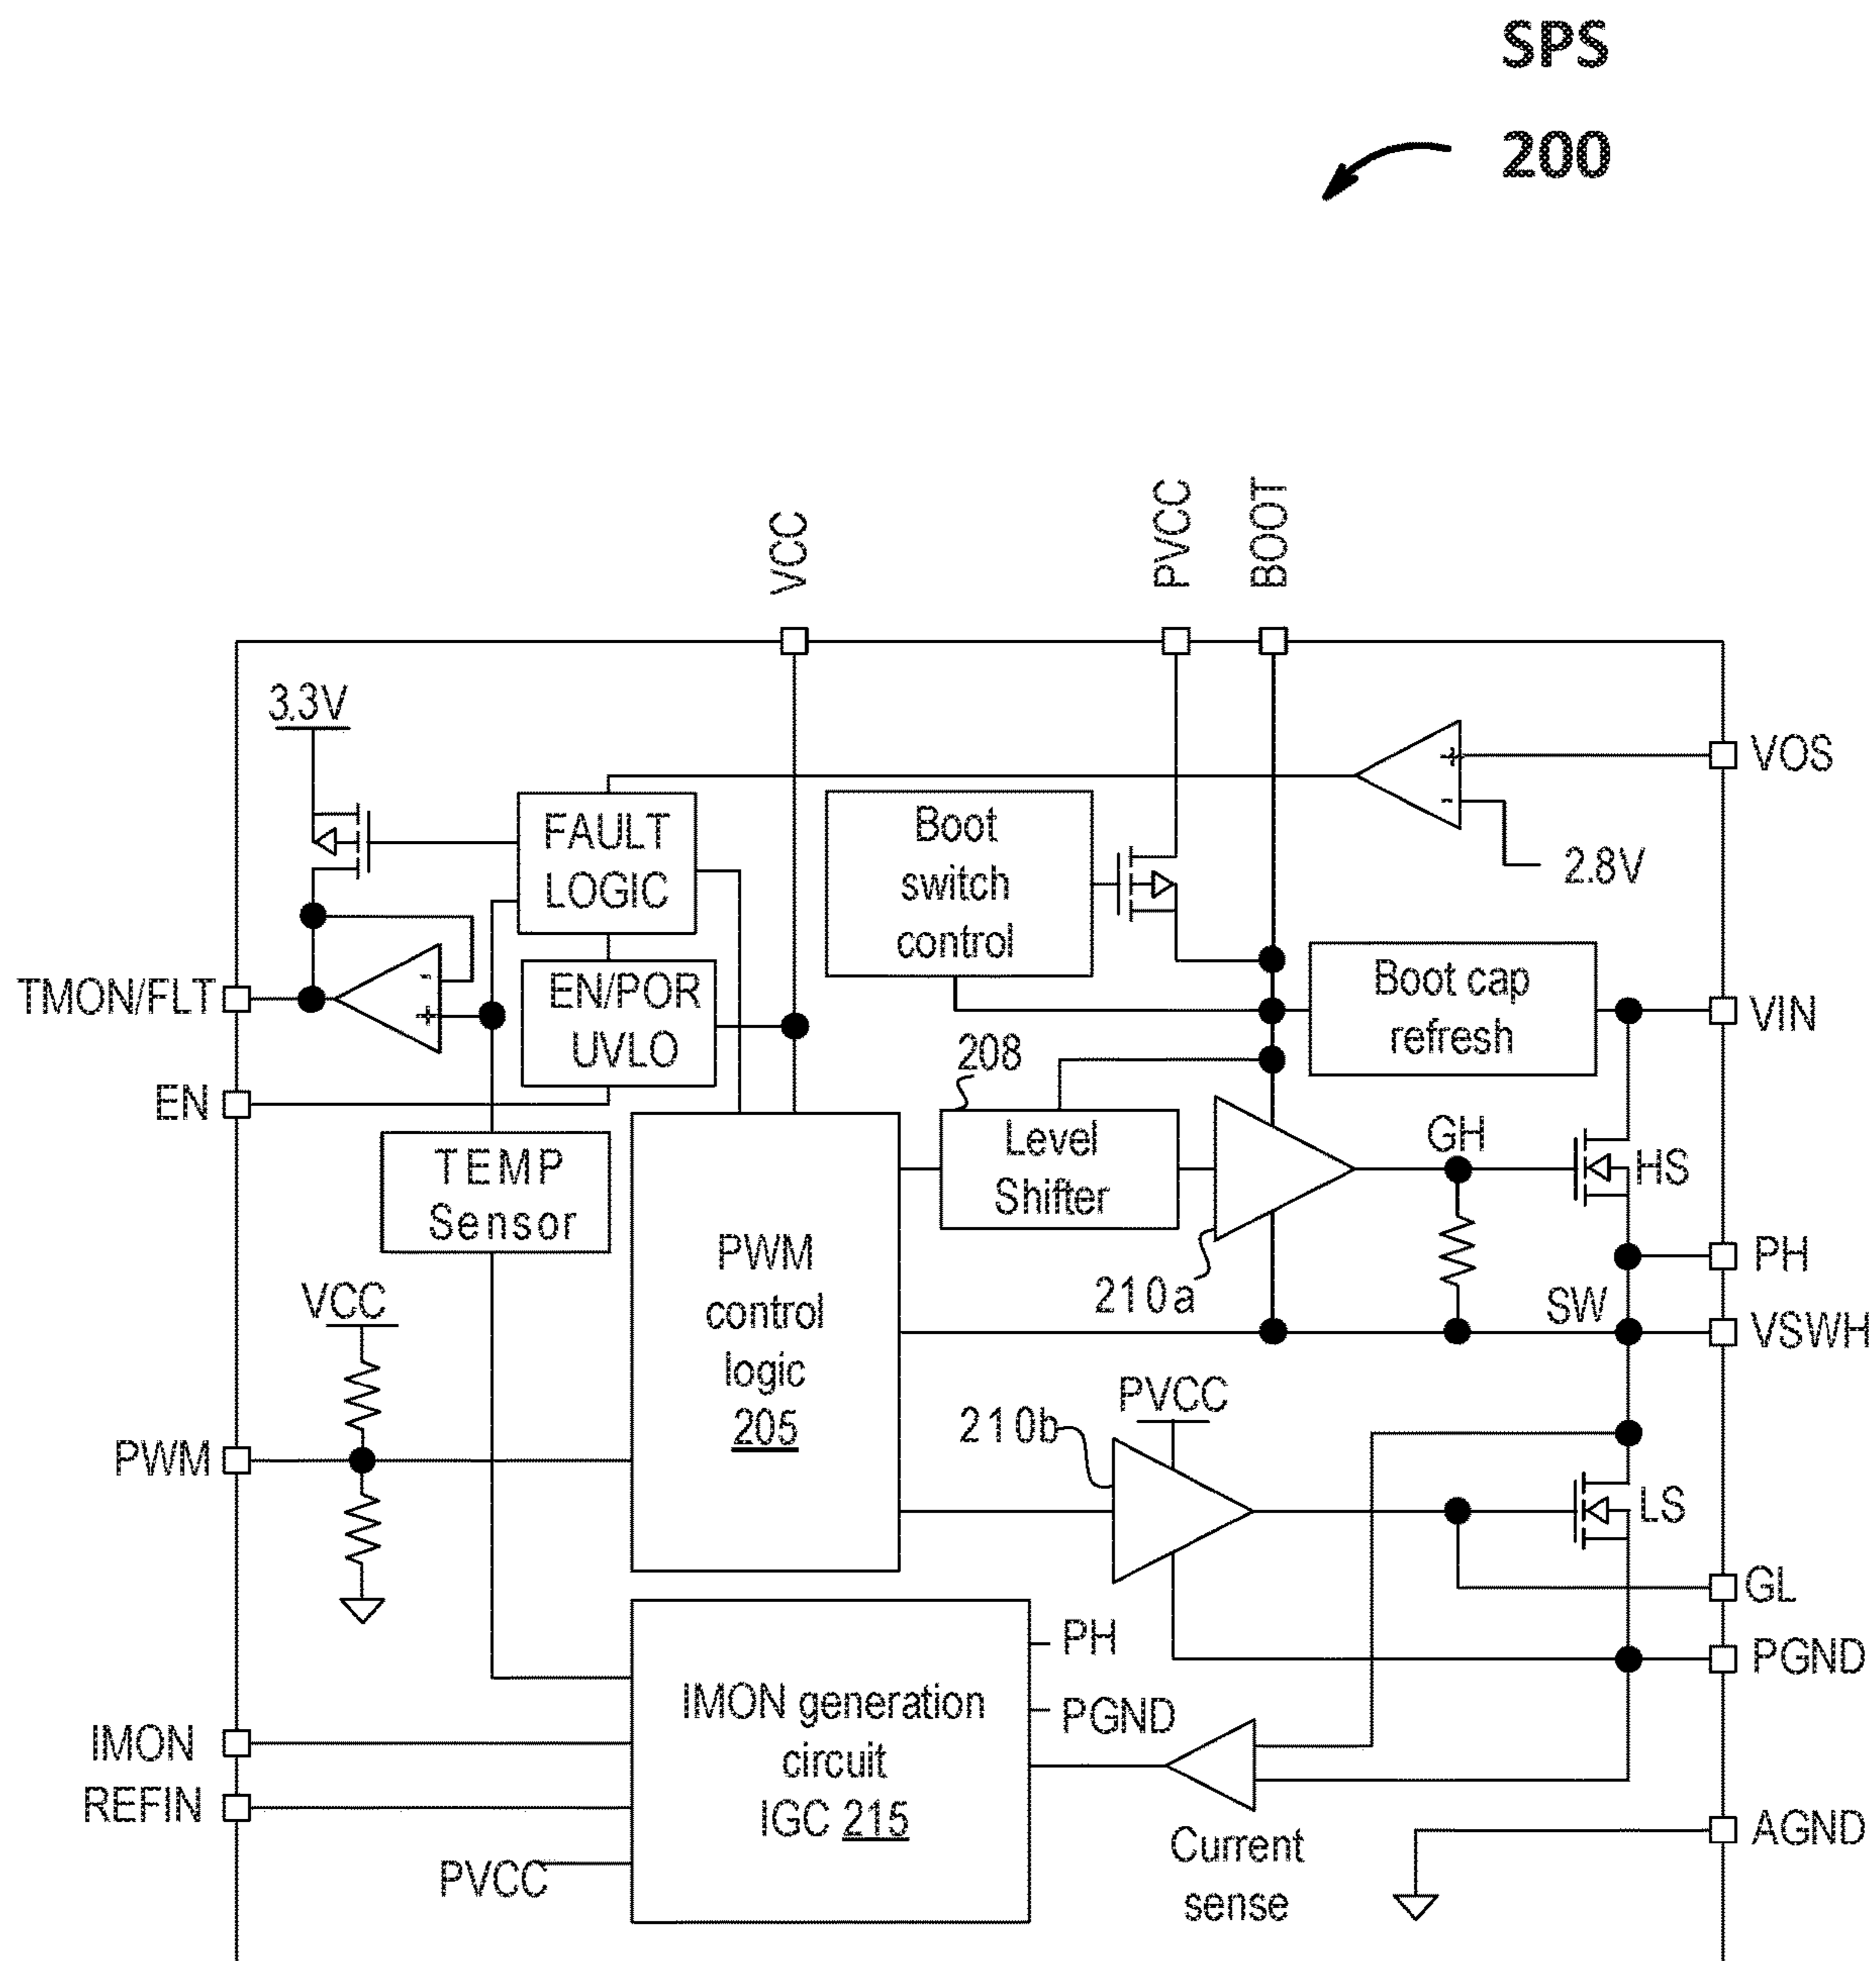 SPS
200
VCC
PVCC
BOOT
3.3V
VOS
2.8V
FAULT
LOGIC
Boot
switch
control
TMON/FLT
-
+
EN/POR
UVLO
Boot cap
refresh
VIN
EN
208
TEMP
Sensor
Level
Shifter
GH
HS
210a
PH
VCC
PWM
control
logic
205
SW
VSWH
PWM
210b
PVCC
LS
GL
PH
PGND
PGND
IMON generation
circuit
IGC 215
IMON
REFIN
PVCC
Current
sense
AGND
+
-